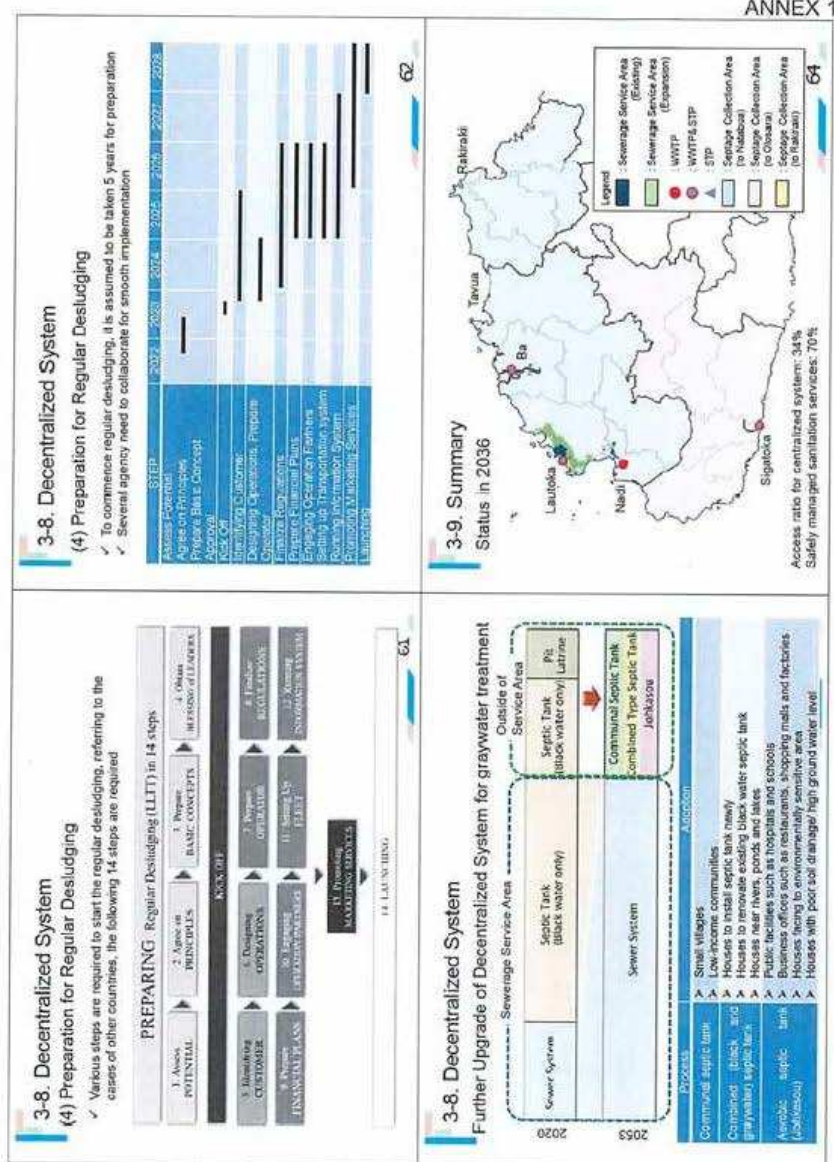 ANNEX 1
3-8. Decentralized System
(4) Preparation for Regular Desludging
✓ Various steps are required to start the regular desludging, referring to the
cases of other countries, the following 14 steps are required
PREPARING Regular Desludging (LLTT) in 14 steps
1. Assess
POTENTIAL
2. Agree on
PRINCIPLES
3. Prepare
BASIC CONCEPTS
4. Obtain
BLESSING of LEADERS
KICK OFF
5. Identifying
CUSTOMER
6. Designing
OPERATIONS
7. Prepare
OPERATOR
8. Finalize
REGULATIONS
9. Prepare
FINANCIAL PLANS
10. Engaging
OPERATION PARTNERS
11. Setting Up
FLEET
12. Running
INFORMATION SYSTEM
13. Promoting
MARKETING SERVICES
14. LAUNCHING
61
3-8. Decentralized System
(4) Preparation for Regular Desludging
✓ To commence regular desludging, it is assumed to be taken 5 years for preparation
✓ Several agency need to collaborate for smooth implementation
STEP 2022 2023 2024 2025 2026 2027 2028
Assess Potential
Agree on Principles
Prepare Basic Concept
Approval
Kick Off
Identifying Customer
Designing Operations Prepare
Operator
Finalize Regulations
Prepare Financial Plans
Engaging Operation Partners
Setting up Transportation system
Running Information System
Promoting Marketing Services
Launching
62
3-8. Decentralized System
Further Upgrade of Decentralized System for graywater treatment
Sewerage Service Area
Outside of
Service Area
2020
Sewer System
Septic Tank
(Black water only)
Septic Tank
(Black water only)
Pit
Latrine
2053
Sewer System
Communal Septic Tank
Combined Type Septic Tank
Johkasou
Process Adoption
Communal septic tank
➤ Small villages
➤ Low-income communities
Combined (black and
graywater) septic tank
➤ Houses to install septic tank newly
➤ Houses to renovate existing black water septic tank
➤ Houses near rivers, ponds and lakes
Aerobic septic tank
(Johkasou)
➤ Public facilities such as hospitals and schools
➤ Business offices such as restaurants, shopping malls and factories
➤ Houses facing to environmentally sensitive area
➤ Houses with poor soil drainage/ high ground water level
3-9. Summary
Status in 2036
Rakiraki
Tavua
Ba
Lautoka
Nadi
Sigatoka
Legend
: Sewerage Service Area
(Existing)
: Sewerage Service Area
(Expansion)
: WWTP
: WWTP& STP
: STP
: Septage Collection Area
(to Natabua)
: Septage Collection Area
(to Olosara)
: Septage Collection Area
(to Rakiraki)
Access ratio for centralized system: 34%
Safely managed sanitation services: 70%
64